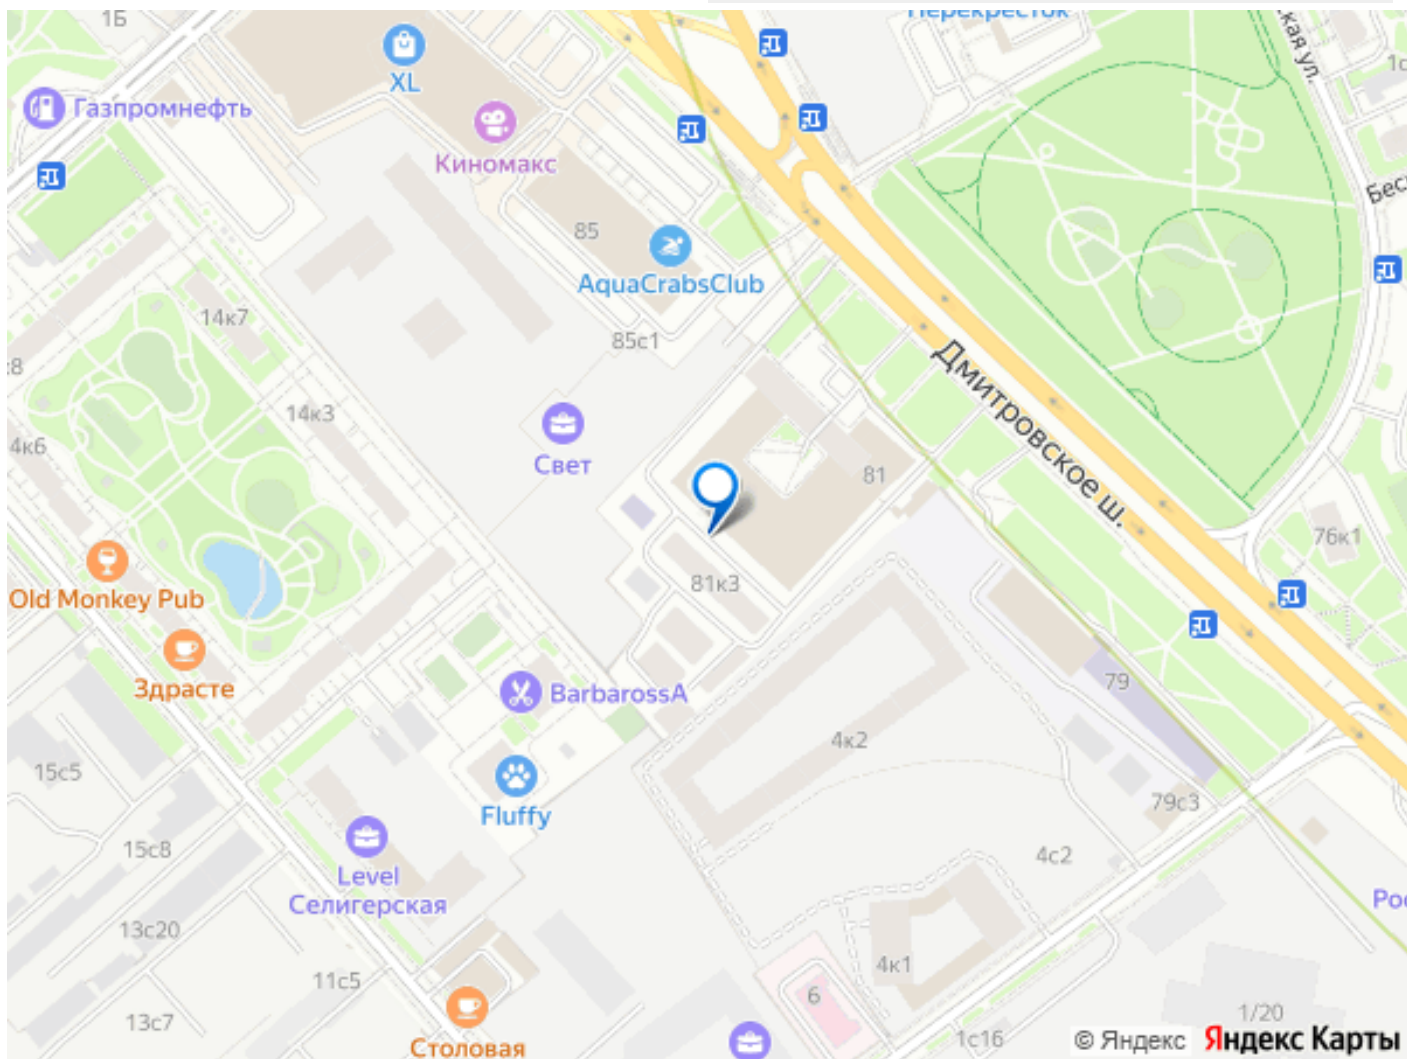 1Б
Перекресток
XL
Газпромнефть
Киномакс
85
AquaCrabsClub
85с1
14к7
14к3
4к6
Свет
Дмитровское ш.
81
76к1
81к3
Old Monkey Pub
Здрасте
BarbarossA
79
4к2
15с5
Fluffy
79с3
15с8
Level
Селигерская
4с2
13с20
4к1
11с5
6
13с7
1/20
1с16
Столовая
© Яндекс
Яндекс Карты